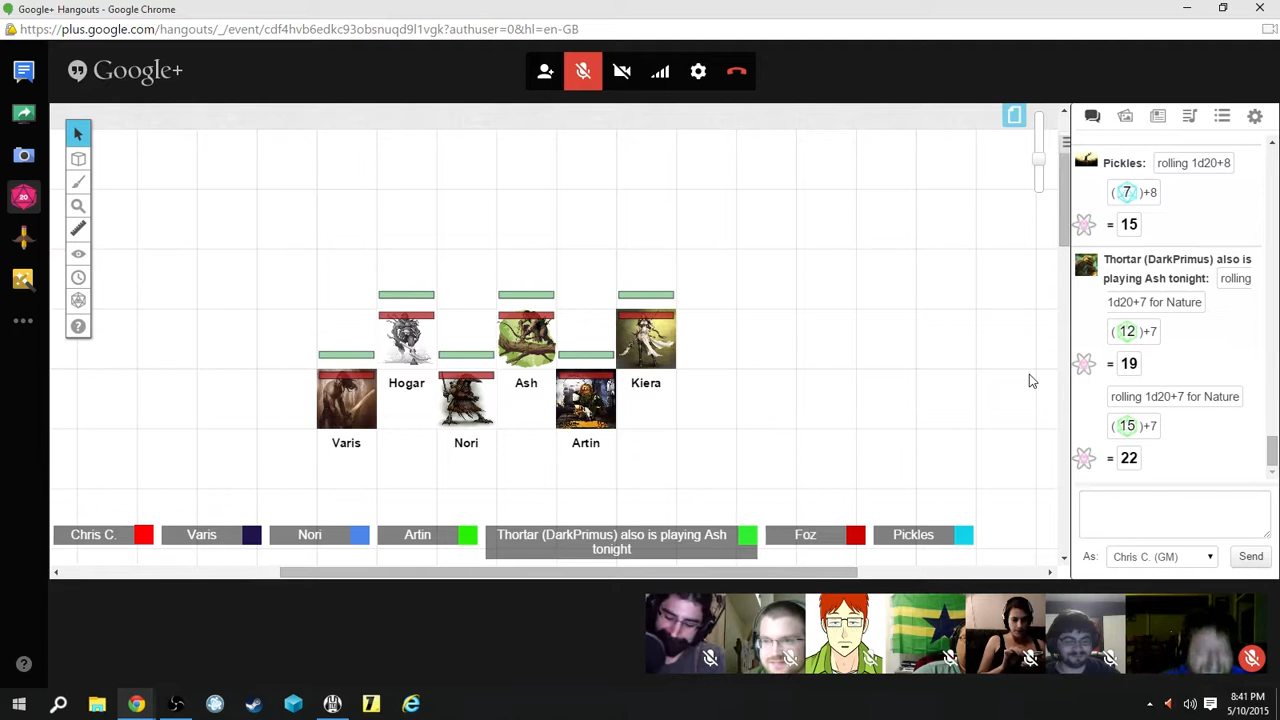 Google+ Hangouts - Google Chrome
https://plus.google.com/hangouts/_/event/cdf4hvb6edkc93obsnuqd9l1vgk?authuser=0&hl=en-GB
Google+
20
Pickles: rolling 1d20+8
(7)+8
= 15
Thortar (DarkPrimus) also is
playing Ash tonight: rolling
1d20+7 for Nature
(12)+7
= 19
rolling 1d20+7 for Nature
(15)+7
= 22
Hogar
Ash
Kiera
Varis
Nori
Artin
Chris C.
Varis
Nori
Artin
Thortar (DarkPrimus) also is playing Ash
tonight
Foz
Pickles
As: Chris C. (GM)
Send
8:41 PM
5/10/2015